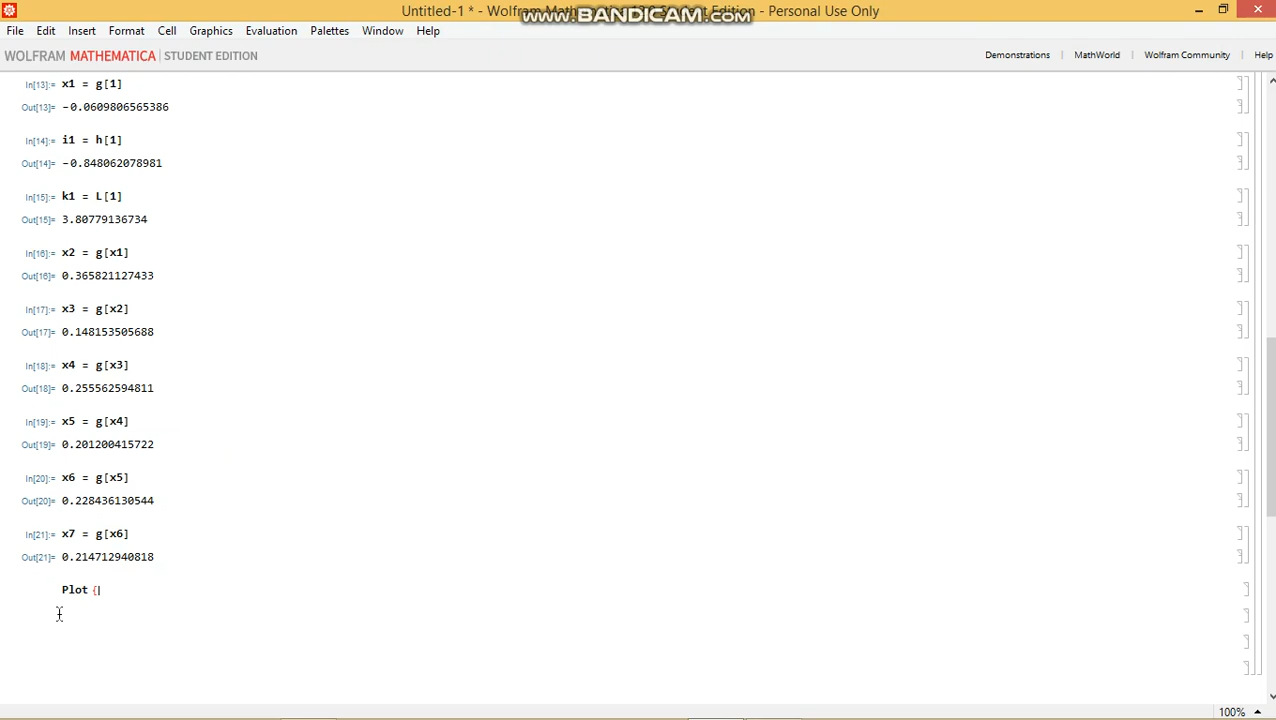 Untitled-1 * - Wolfram Student Edition - Personal Use Only
www.BANDICAM.com
File Edit Insert Format Cell Graphics Evaluation Palettes Window Help
WOLFRAM MATHEMATICA | STUDENT EDITION Demonstrations | MathWorld | Wolfram Community | Help
In[13]:= x1 = g[1]
Out[13]= -0.0609806565386
In[14]:= i1 = h[1]
Out[14]= -0.848062078981
In[15]:= k1 = L[1]
Out[15]= 3.80779136734
In[16]:= x2 = g[x1]
Out[16]= 0.365821127433
In[17]:= x3 = g[x2]
Out[17]= 0.148153505688
In[18]:= x4 = g[x3]
Out[18]= 0.255562594811
In[19]:= x5 = g[x4]
Out[19]= 0.201200415722
In[20]:= x6 = g[x5]
Out[20]= 0.228436130544
In[21]:= x7 = g[x6]
Out[21]= 0.214712940818
Plot {
100%